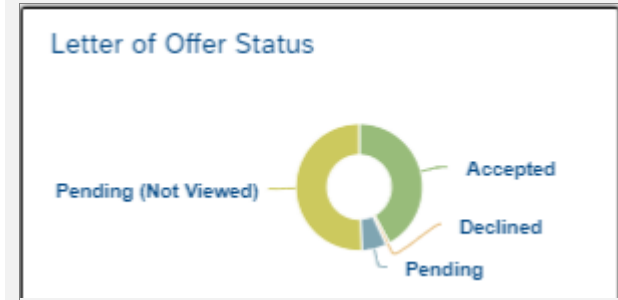 Letter of Offer Status
Accepted
Pending (Not Viewed)
Declined
Pending